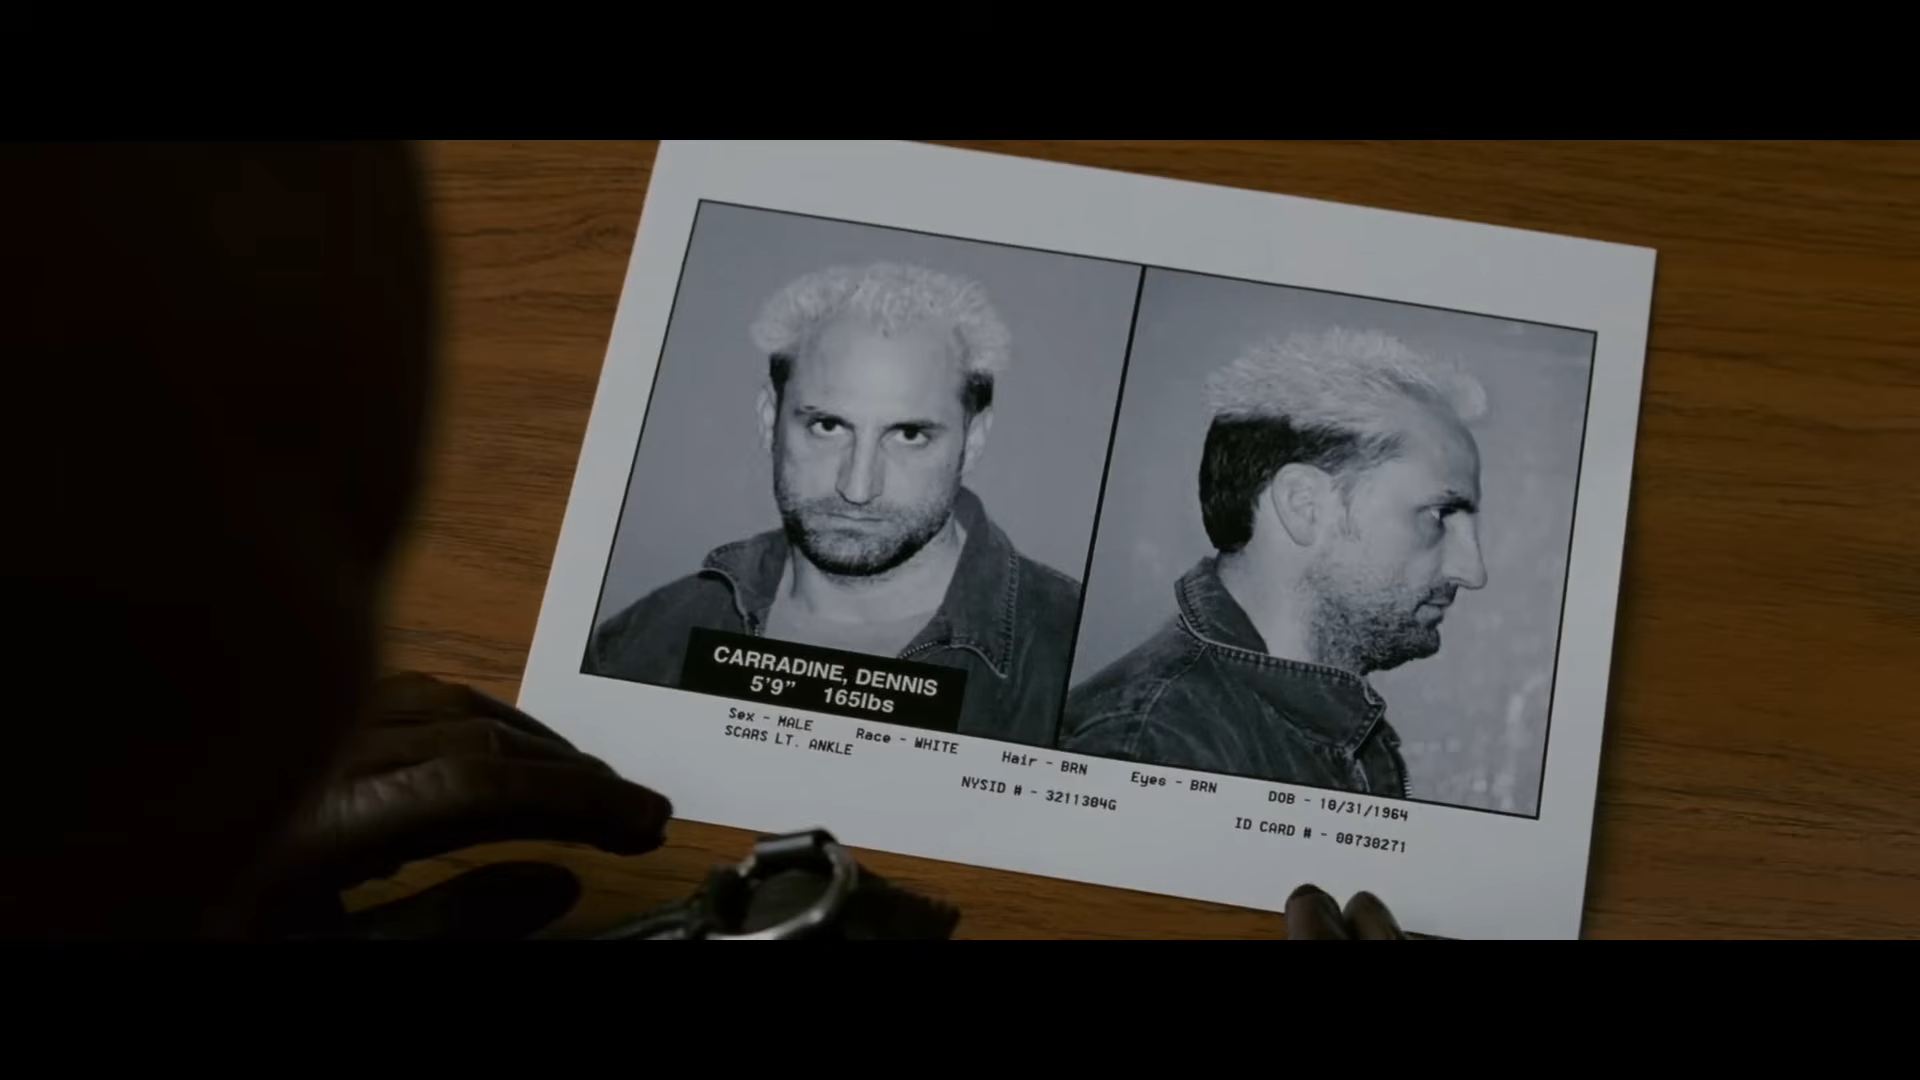 CARRADINE, DENNIS
5'9" 165lbs
Sex - MALE Race - WHITE Hair - BRN Eyes - BRN DOB - 10/31/1964
SCARS LT. ANKLE
NYSID # - 3211304G ID CARD # - 00730271